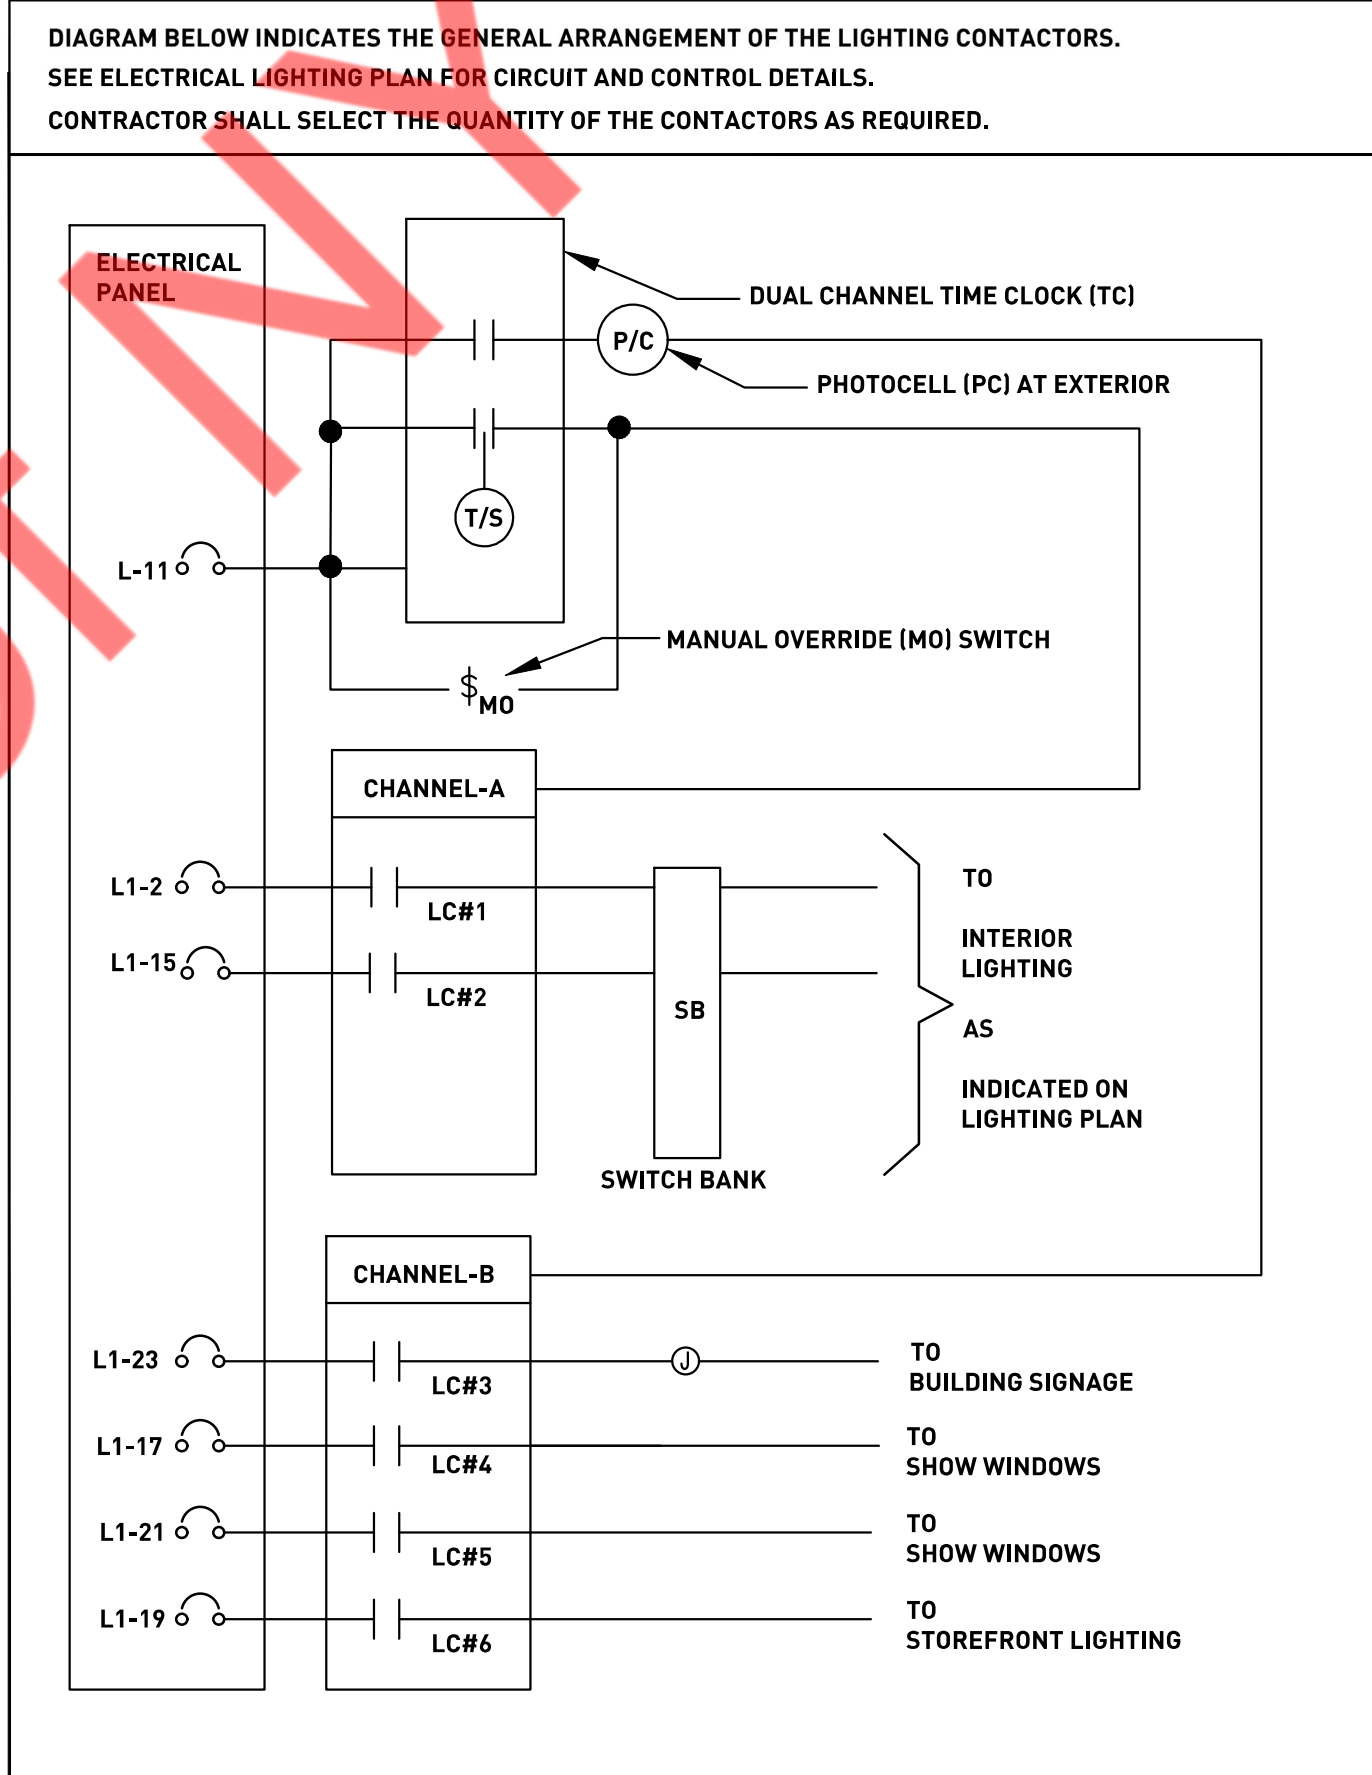 DIAGRAM BELOW INDICATES THE GENERAL ARRANGEMENT OF THE LIGHTING CONTACTORS.
SEE ELECTRICAL LIGHTING PLAN FOR CIRCUIT AND CONTROL DETAILS.
CONTRACTOR SHALL SELECT THE QUANTITY OF THE CONTACTORS AS REQUIRED.
ELECTRICAL
PANEL
DUAL CHANNEL TIME CLOCK (TC)
P/C
PHOTOCELL (PC) AT EXTERIOR
T/S
L-11
MANUAL OVERRIDE (MO) SWITCH
$MO
CHANNEL-A
L1-2
LC#1
L1-15
LC#2
SB
SWITCH BANK
TO
INTERIOR
LIGHTING
AS
INDICATED ON
LIGHTING PLAN
CHANNEL-B
L1-23
LC#3
J
TO
BUILDING SIGNAGE
L1-17
LC#4
TO
SHOW WINDOWS
L1-21
LC#5
TO
SHOW WINDOWS
L1-19
LC#6
TO
STOREFRONT LIGHTING